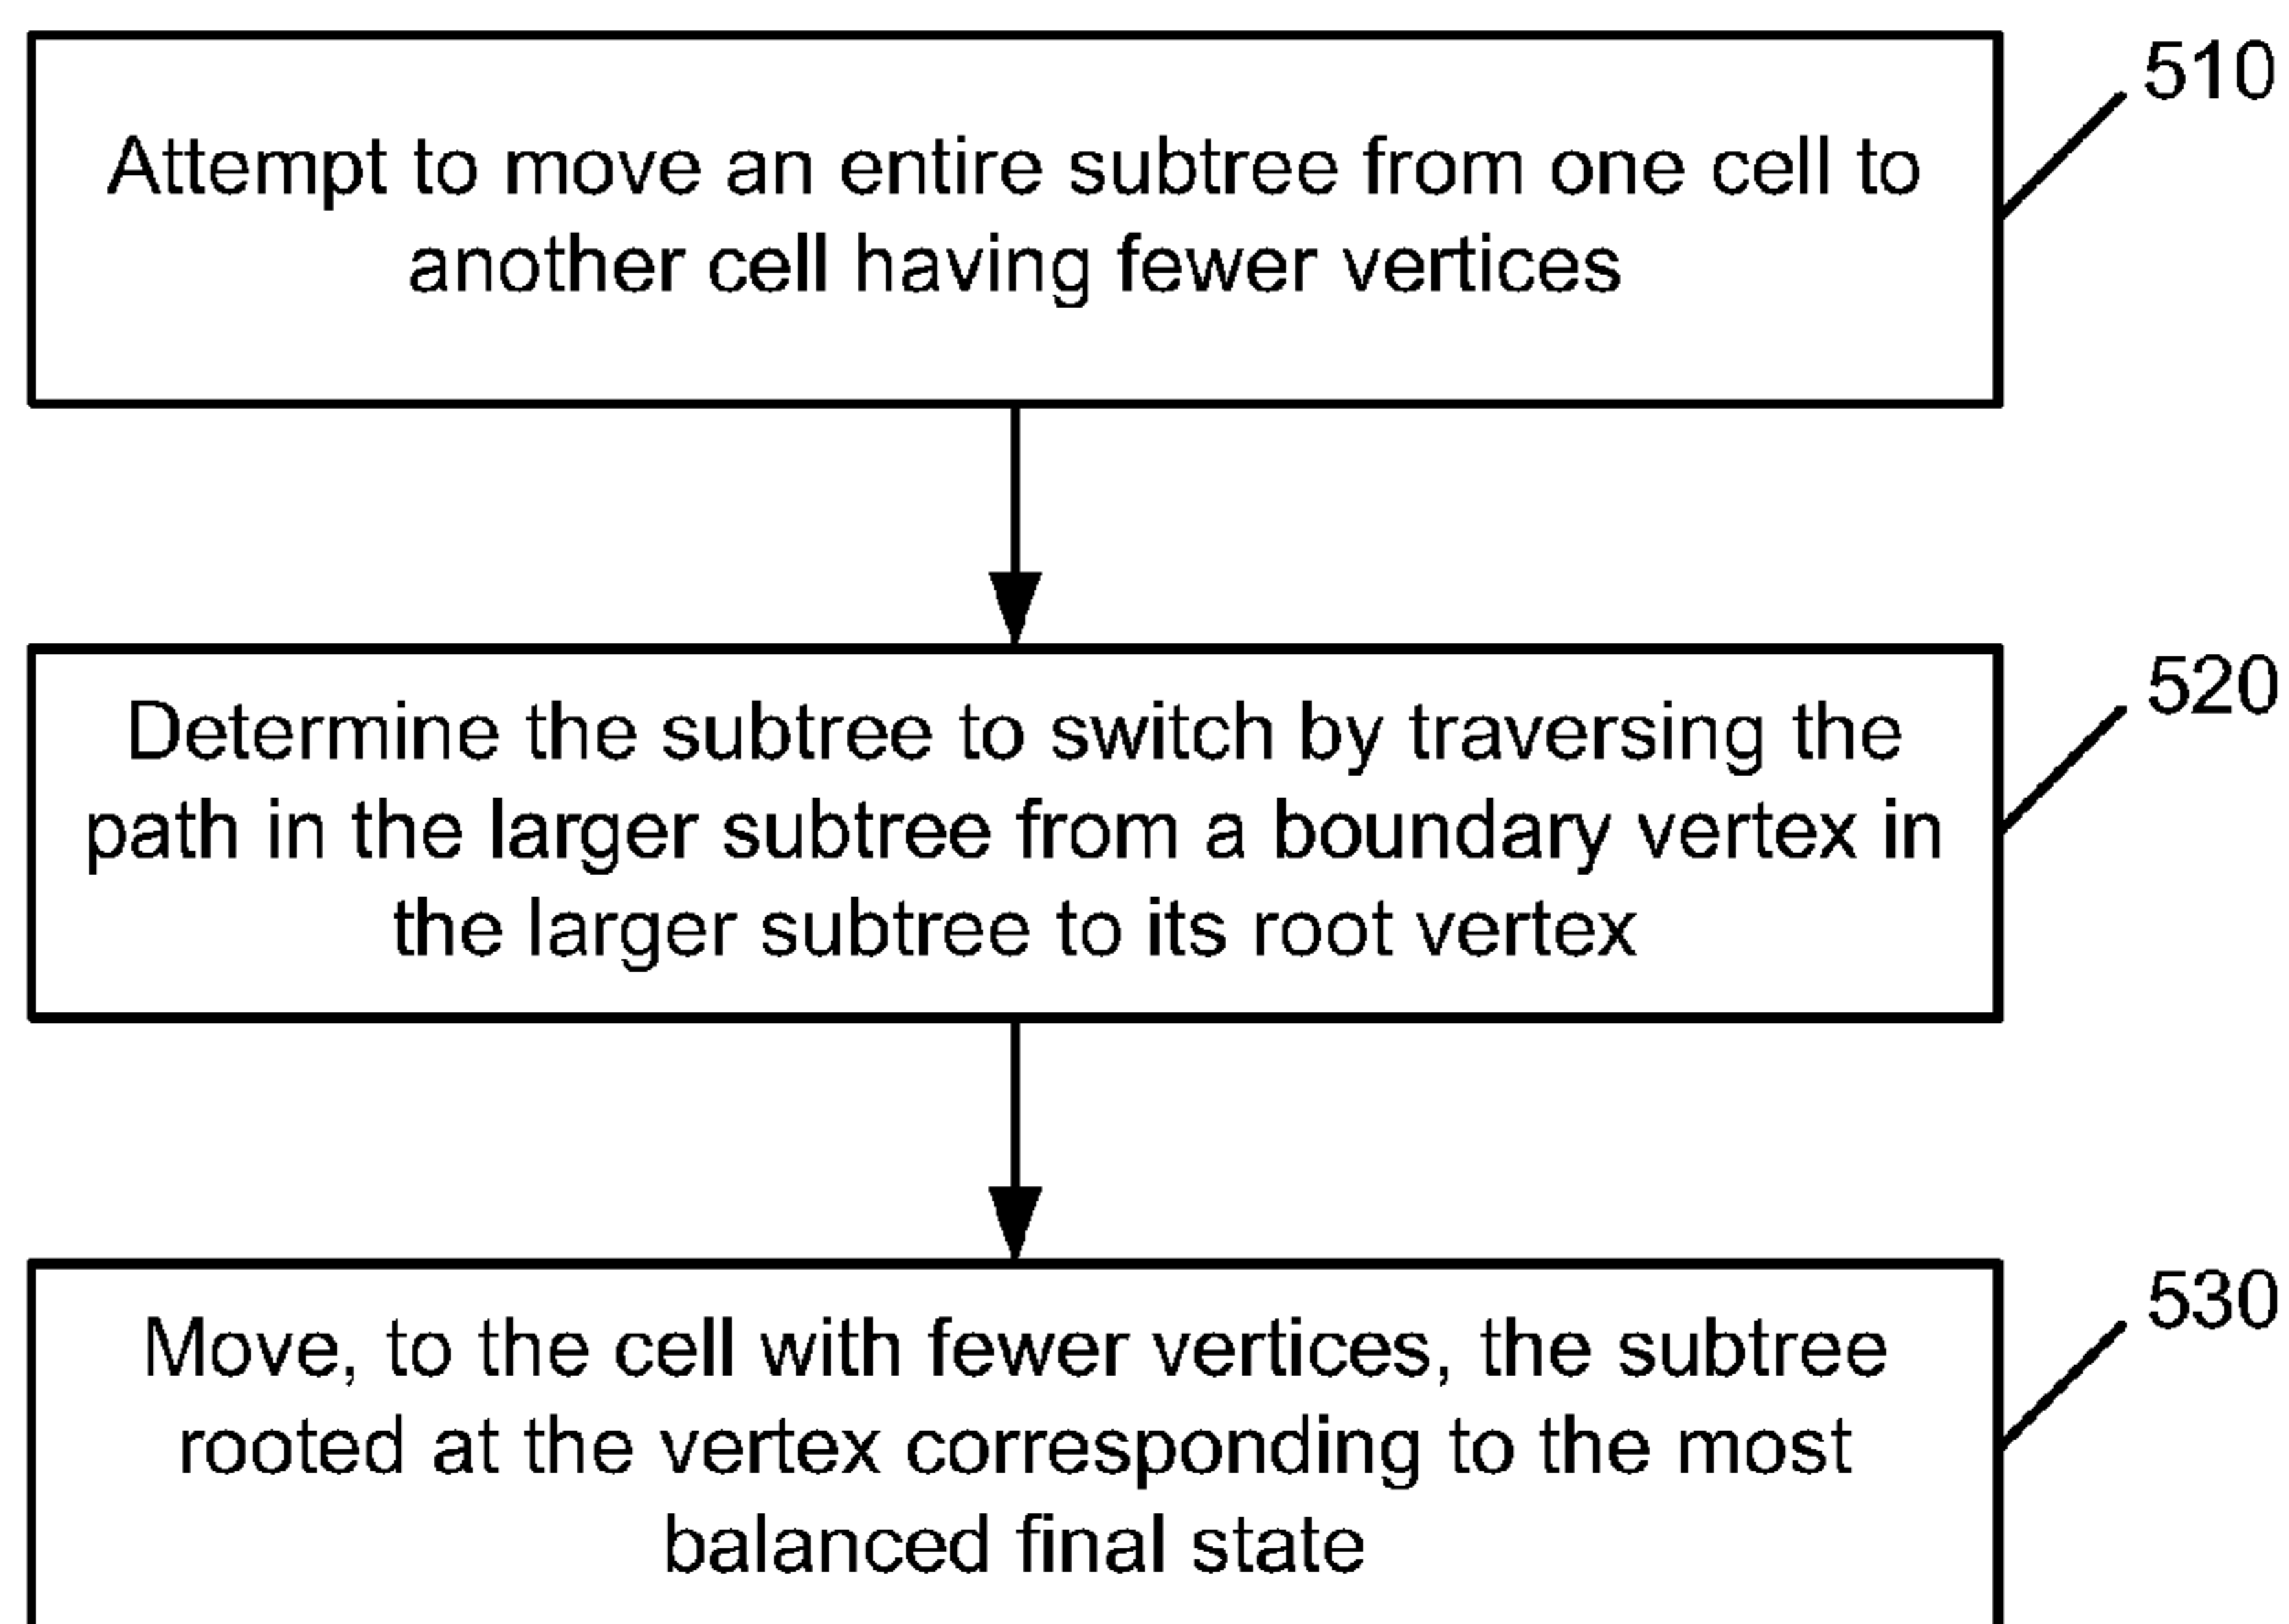 510
Attempt to move an entire subtree from one cell to
another cell having fewer vertices
520
Determine the subtree to switch by traversing the
path in the larger subtree from a boundary vertex in
the larger subtree to its root vertex
530
Move, to the cell with fewer vertices, the subtree
rooted at the vertex corresponding to the most
balanced final state